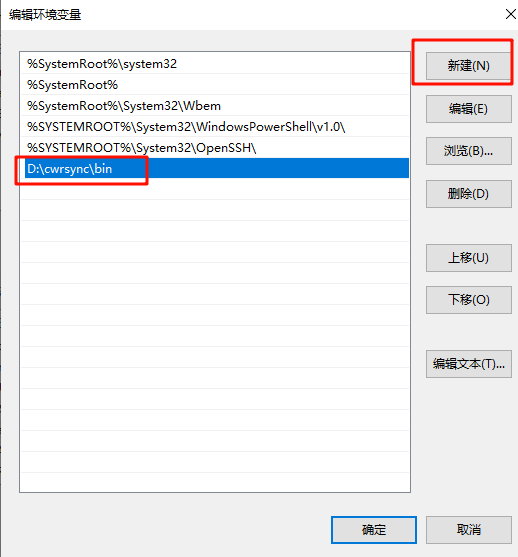 编辑环境变量
%SystemRoot%\system32
%SystemRoot%
%SystemRoot%\System32\Wbem
%SYSTEMROOT%\System32\WindowsPowerShell\v1.0\
%SYSTEMROOT%\System32\OpenSSH\
D:\cwrsync\bin
新建(N)
编辑(E)
浏览(B)...
删除(D)
上移(U)
下移(O)
编辑文本(T)...
确定
取消